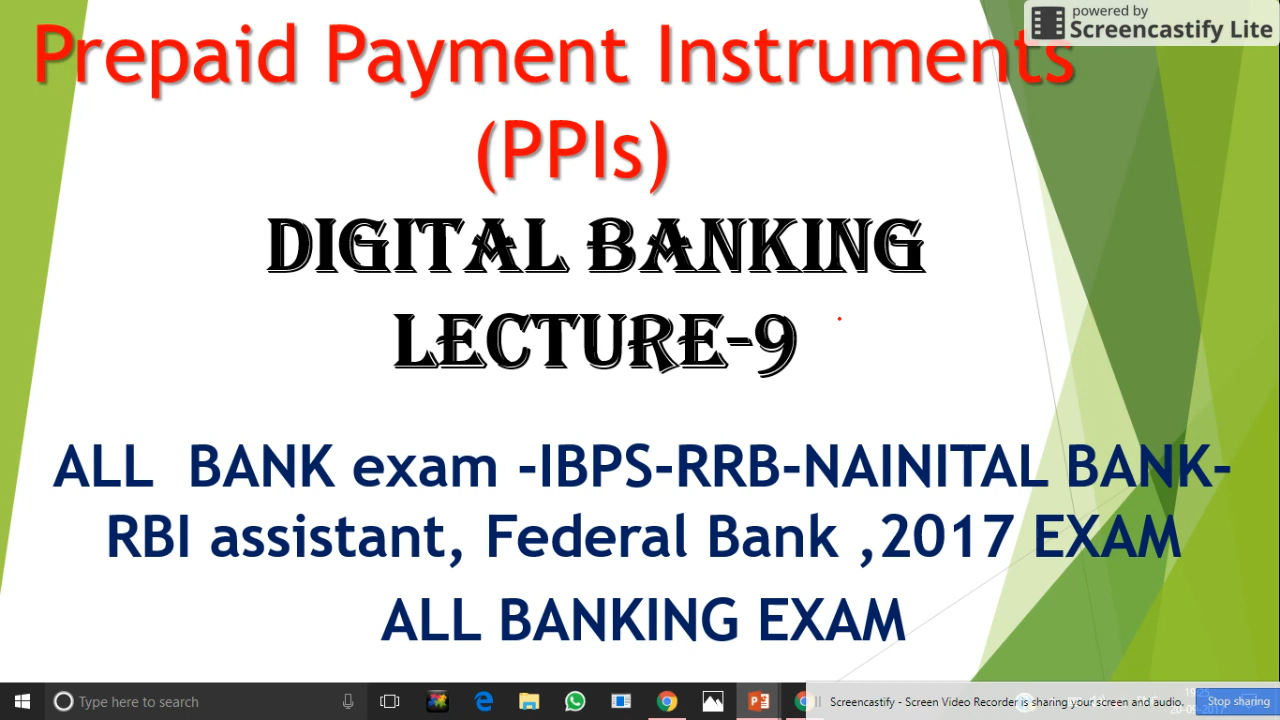 powered by
Screencastify Lite
Prepaid Payment Instruments
(PPIs)
DIGITAL BANKING
LECTURE-9
ALL BANK exam -IBPS-RRB-NAINITAL BANK-
RBI assistant, Federal Bank ,2017 EXAM
ALL BANKING EXAM
Type here to search
Screencastify - Screen Video Recorder is sharing your screen and audio.
Stop sharing